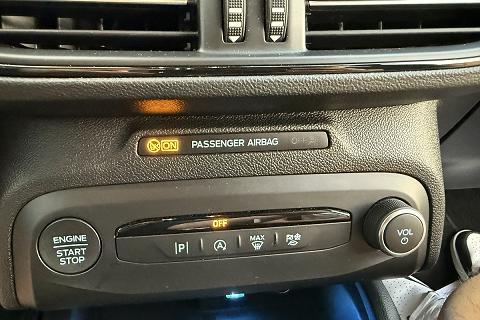 ON PASSENGER AIRBAG
OFF
ENGINE
START
STOP
P
A
MAX
VOL